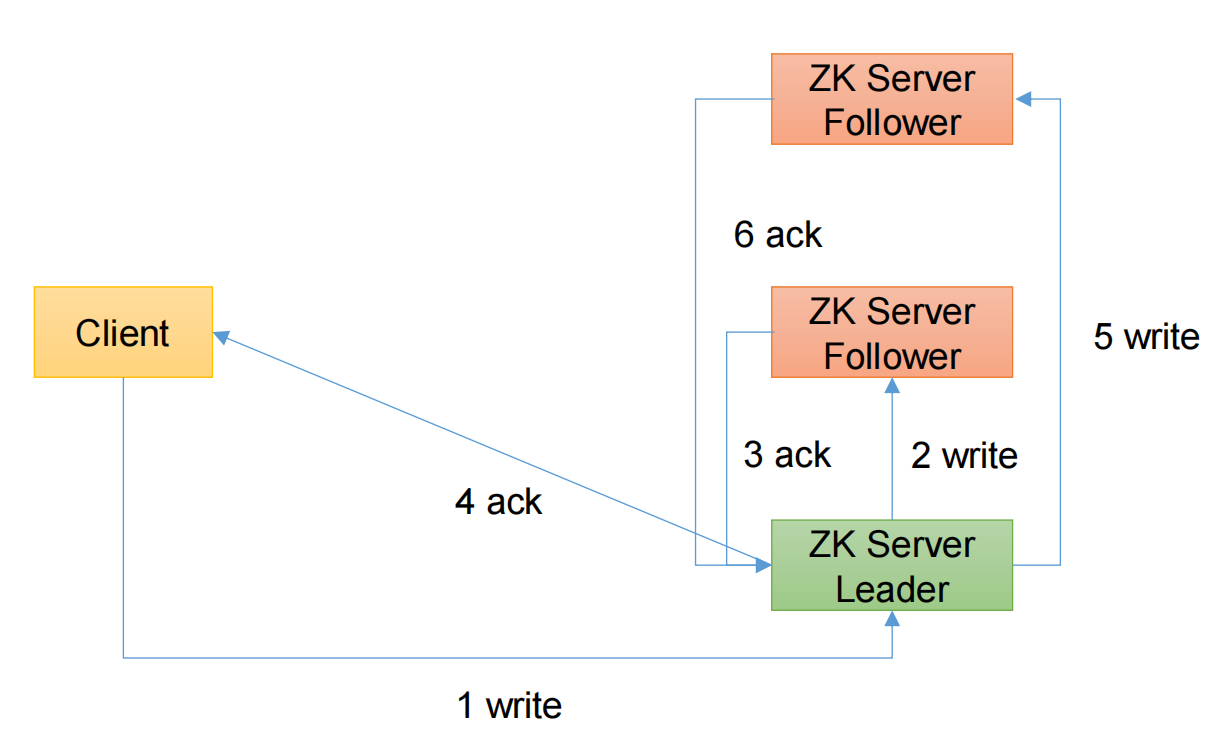 ZK Server
Follower
6 ack
Client
ZK Server
Follower
5 write
3 ack
2 write
4 ack
ZK Server
Leader
1 write